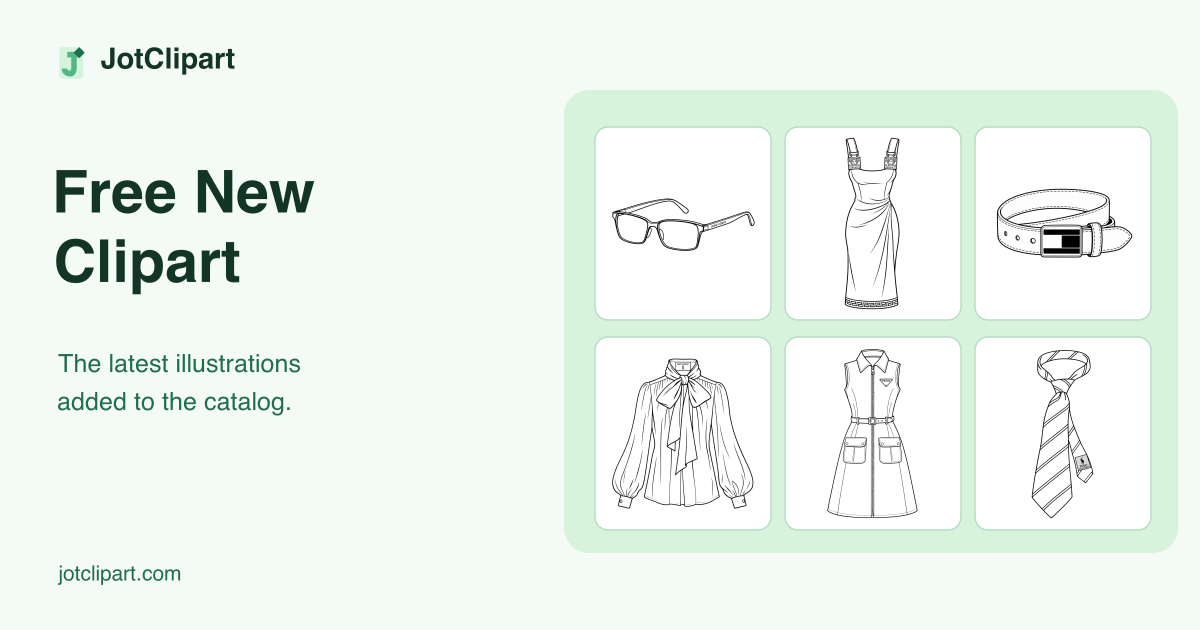 JotClipart
Free New
Clipart
The latest illustrations
added to the catalog.
jotclipart.com